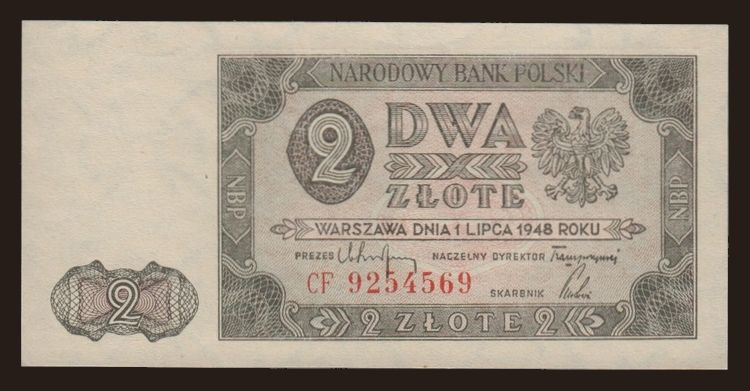 NARODOWY BANK POLSKI
2 DWA
ZŁOTE
NBP
NBP
WARSZAWA DNIA 1 LIPCA 1948 ROKU
PREZES NACZELNY DYREKTOR
CF 9254569
SKARBNIK
2
2 ZŁOTE 2